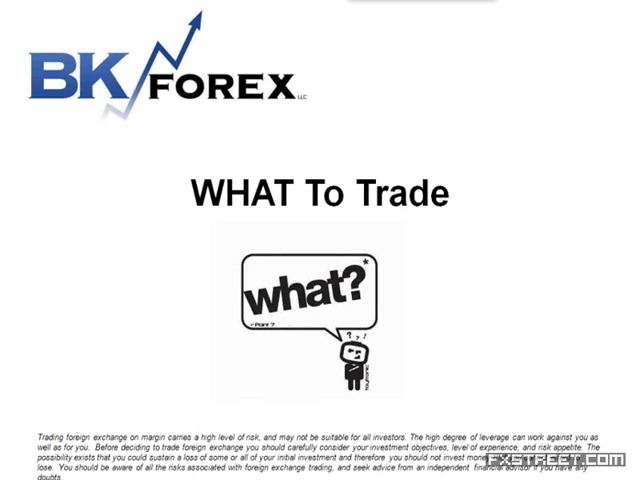 BK FOREX LLC
WHAT To Trade
what?*
Point 7
? ? !
toytronic
Trading foreign exchange on margin carries a high level of risk, and may not be suitable for all investors. The high degree of leverage can work against you as
well as for you. Before deciding to trade foreign exchange you should carefully consider your investment objectives, level of experience, and risk appetite. The
possibility exists that you could sustain a loss of some or all of your initial investment and therefore you should not invest
lose. You should be aware of all the risks associated with foreign exchange trading, and seek advice from an independent financial advisor if you have any
doubts.
FXSTREET.COM